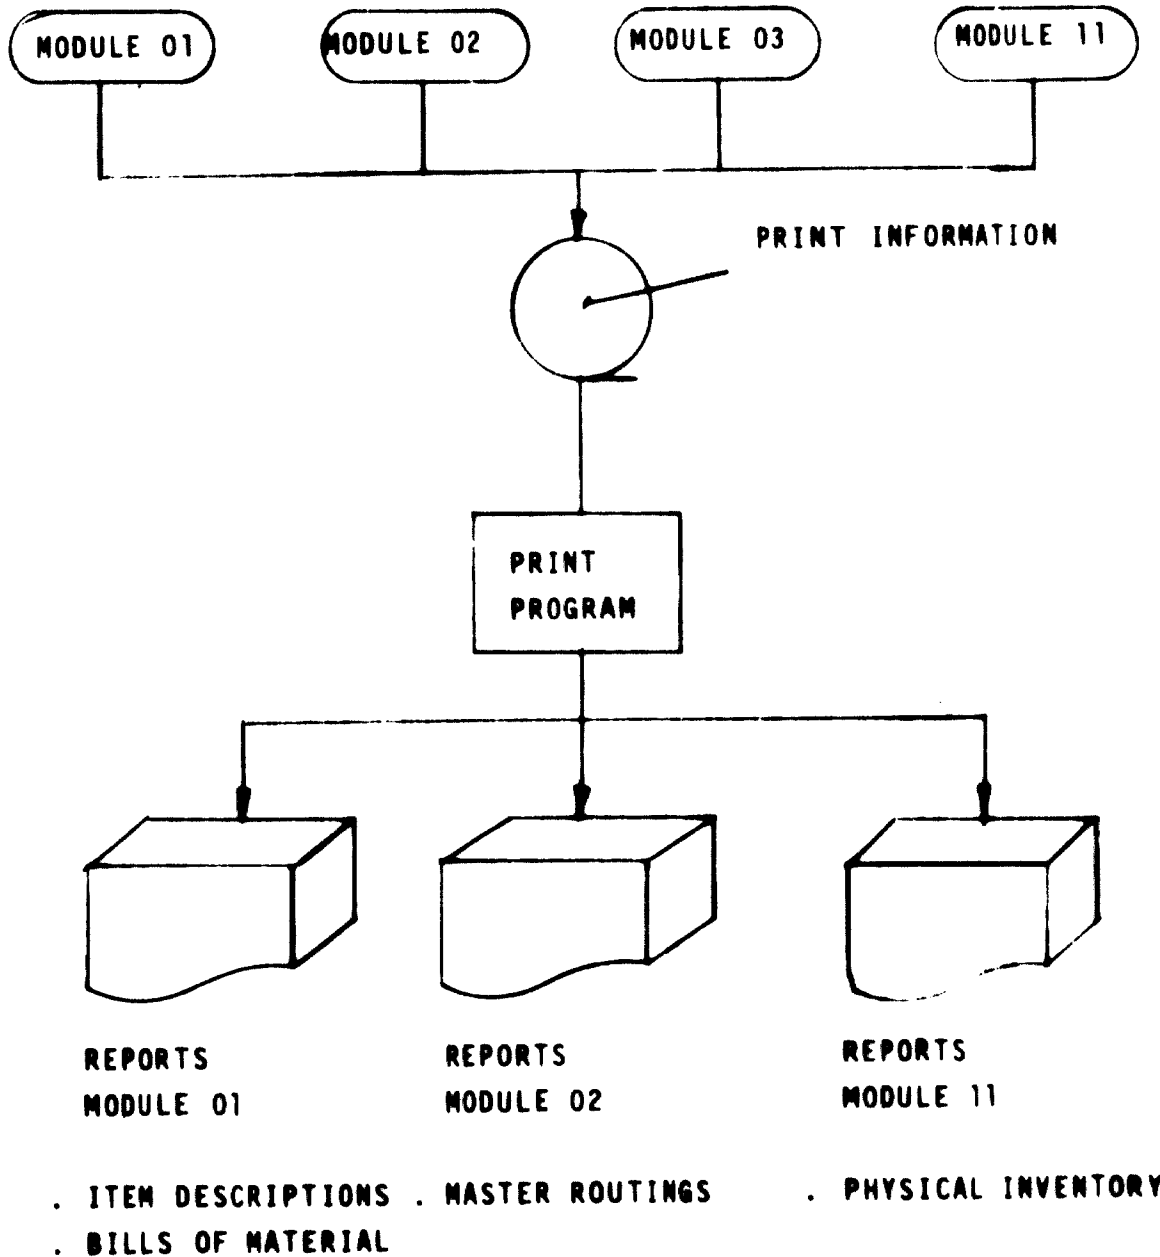 MODULE 01
MODULE 02
MODULE 03
MODULE 11
PRINT INFORMATION
PRINT
PROGRAM
REPORTS
MODULE 01
. ITEM DESCRIPTIONS
. BILLS OF MATERIAL
REPORTS
MODULE 02
. MASTER ROUTINGS
REPORTS
MODULE 11
. PHYSICAL INVENTORY